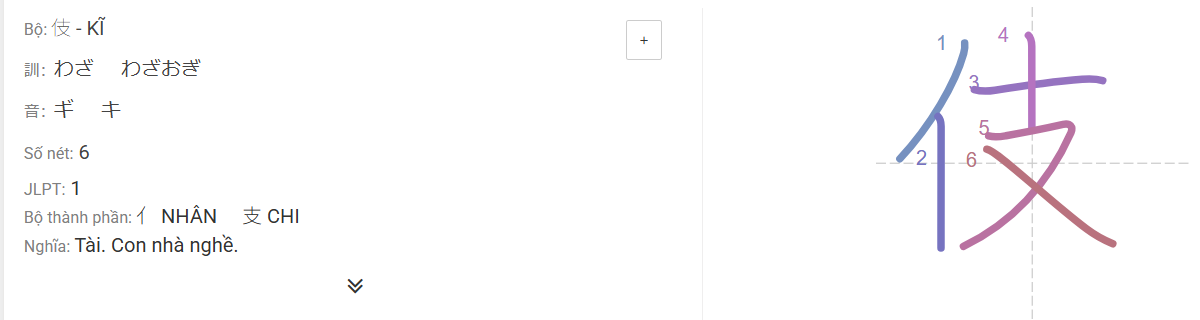 Bộ: 伎 - KĨ
+
訓: わざ わざおぎ
音: ギ キ
Số nét: 6
JLPT: 1
Bộ thành phần: 亻 NHÂN 支 CHI
Nghĩa: Tài. Con nhà nghề.
伎
1
2
3
4
5
6